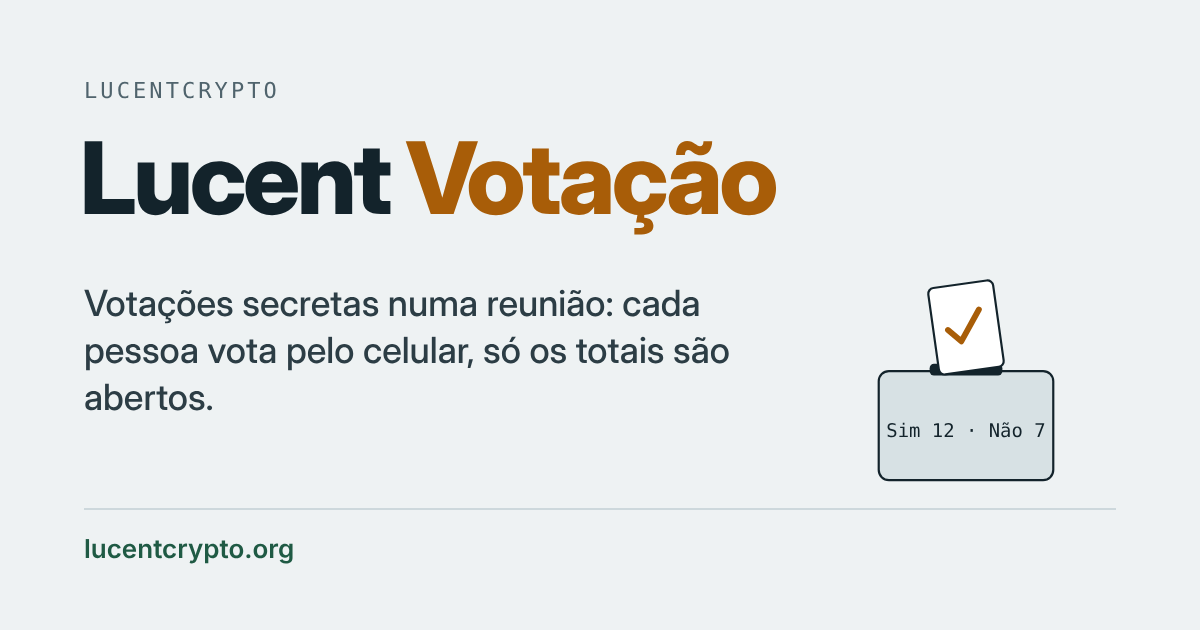 LUCENTCRYPTO
Lucent Votação
Votações secretas numa reunião: cada
pessoa vota pelo celular, só os totais são
abertos.
Sim 12 · Não 7
lucentcrypto.org